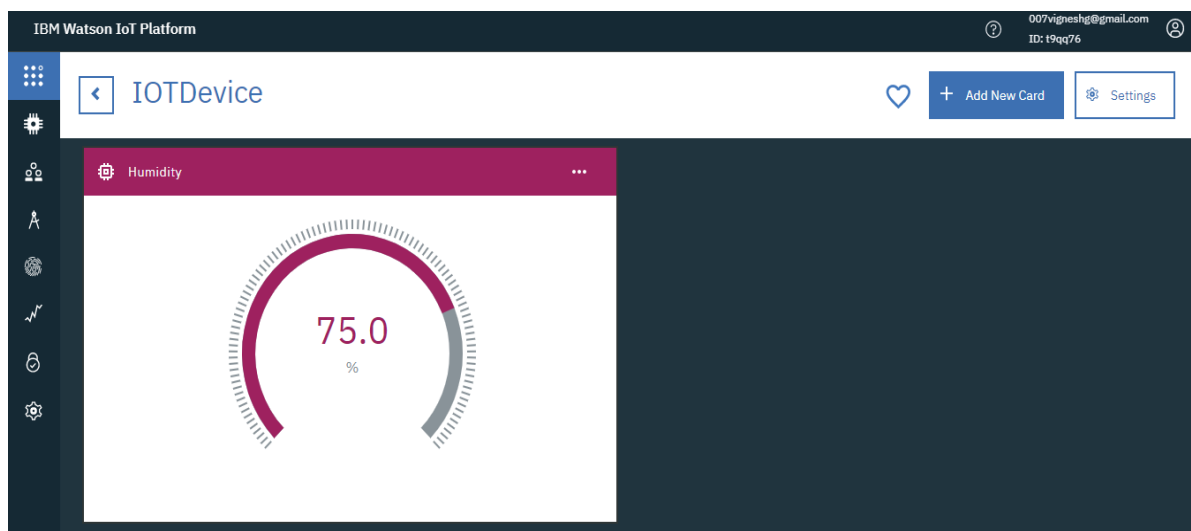 IBM Watson IoT Platform
007vigneshg@gmail.com
ID: t9qq76
IOTDevice
+ Add New Card
Settings
Humidity
75.0
%